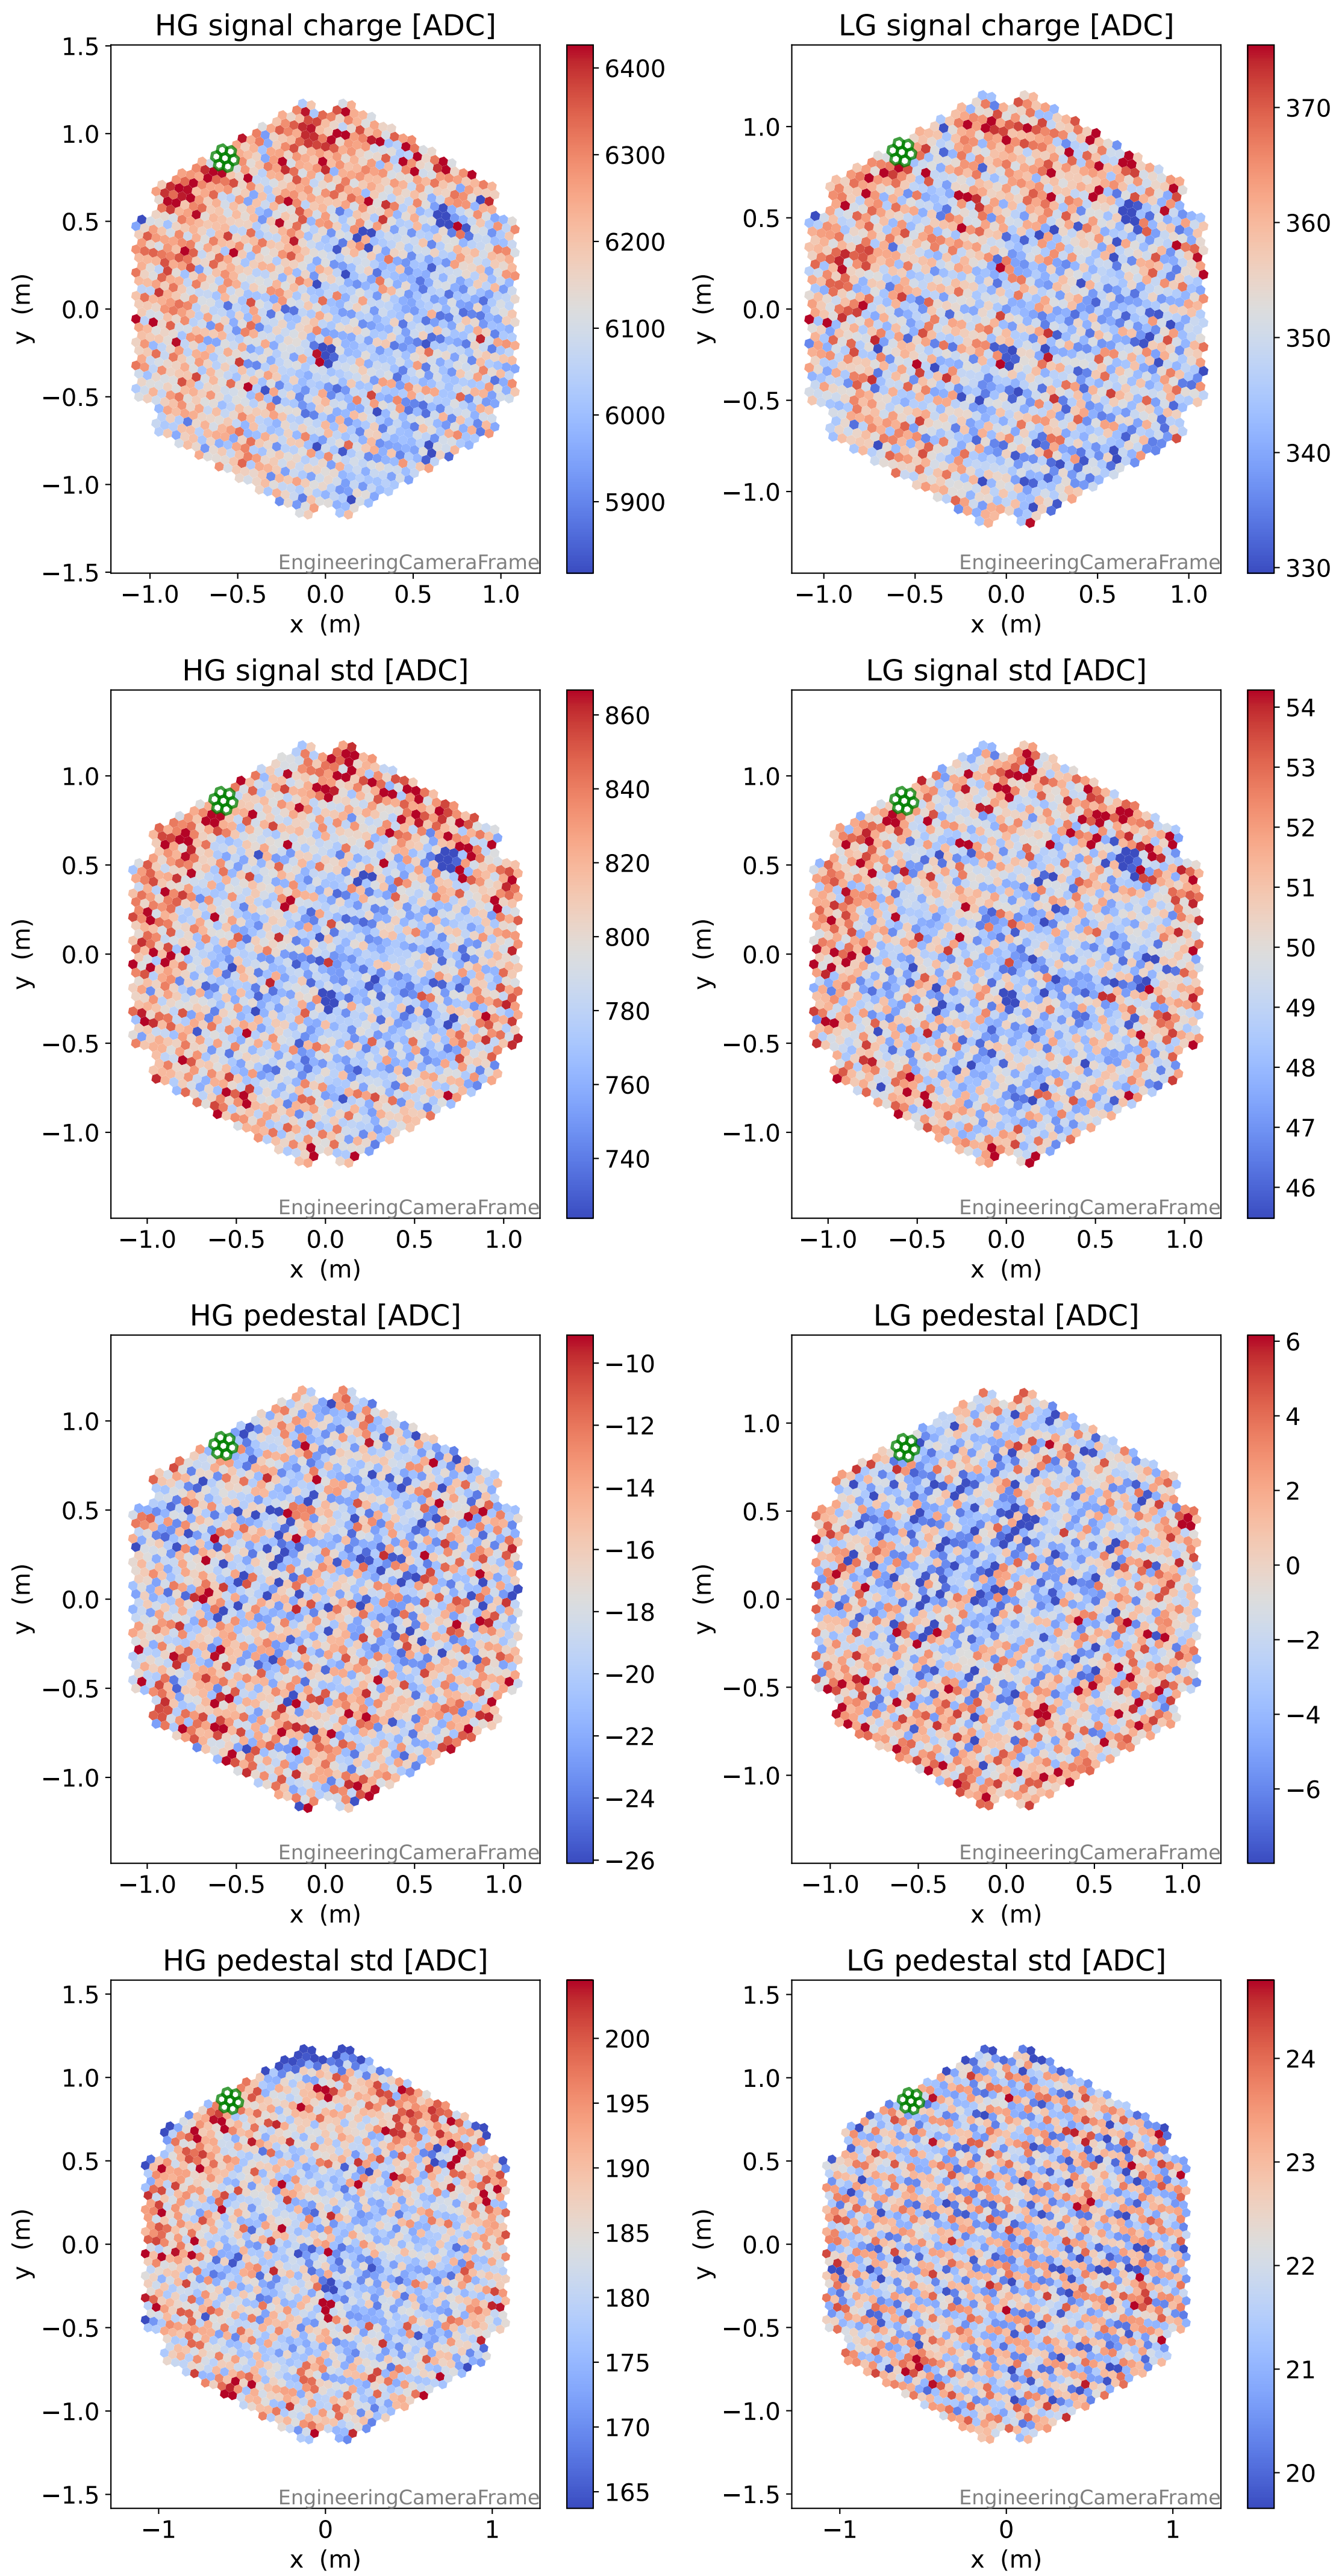 HG signal charge [ADC]
1.5
1.0
0.5
0.0
−0.5
−1.0
−1.5
y (m)
−1.0 −0.5 0.0 0.5 1.0
x (m)
EngineeringCameraFrame
6400
6300
6200
6100
6000
5900
LG signal charge [ADC]
1.0
0.5
0.0
−0.5
−1.0
y (m)
−1.0 −0.5 0.0 0.5 1.0
x (m)
EngineeringCameraFrame
370
360
350
340
330
HG signal std [ADC]
1.0
0.5
0.0
−0.5
−1.0
y (m)
−1.0 −0.5 0.0 0.5 1.0
x (m)
EngineeringCameraFrame
860
840
820
800
780
760
740
LG signal std [ADC]
1.0
0.5
0.0
−0.5
−1.0
y (m)
−1.0 −0.5 0.0 0.5 1.0
x (m)
EngineeringCameraFrame
54
53
52
51
50
49
48
47
46
HG pedestal [ADC]
1.0
0.5
0.0
−0.5
−1.0
y (m)
−1.0 −0.5 0.0 0.5 1.0
x (m)
EngineeringCameraFrame
−10
−12
−14
−16
−18
−20
−22
−24
−26
LG pedestal [ADC]
1.0
0.5
0.0
−0.5
−1.0
y (m)
−1.0 −0.5 0.0 0.5 1.0
x (m)
EngineeringCameraFrame
6
4
2
0
−2
−4
−6
HG pedestal std [ADC]
1.5
1.0
0.5
0.0
−0.5
−1.0
−1.5
y (m)
−1 0 1
x (m)
EngineeringCameraFrame
200
195
190
185
180
175
170
165
LG pedestal std [ADC]
1.5
1.0
0.5
0.0
−0.5
−1.0
−1.5
y (m)
−1 0 1
x (m)
EngineeringCameraFrame
24
23
22
21
20